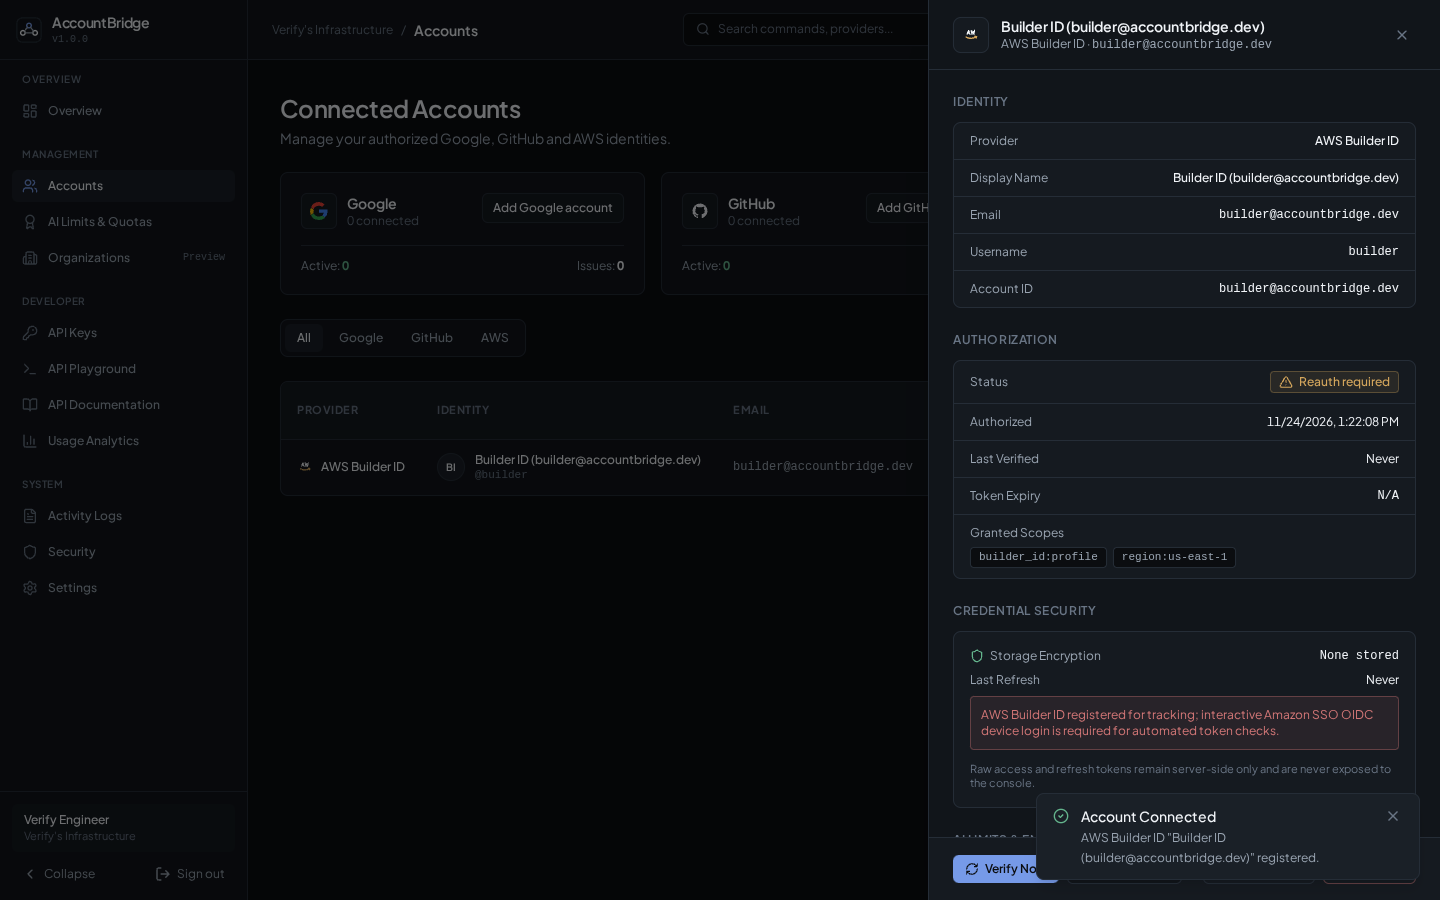 AccountBridge
v1.0.0
OVERVIEW
Overview
MANAGEMENT
Accounts
AI Limits & Quotas
Organizations Preview
DEVELOPER
API Keys
API Playground
API Documentation
Usage Analytics
SYSTEM
Activity Logs
Security
Settings
Verify Engineer
Verify's Infrastructure
Collapse Sign out
Verify's Infrastructure / Accounts
Search commands, providers...
Connected Accounts
Manage your authorized Google, GitHub and AWS identities.
Google
0 connected
Add Google account
Active: 0 Issues: 0
GitHub
0 connected
Add GitH
Active: 0
All Google GitHub AWS
PROVIDER IDENTITY EMAIL
AWS Builder ID BI Builder ID (builder@accountbridge.dev) builder@accountbridge.dev
@builder
Builder ID (builder@accountbridge.dev)
AWS Builder ID · builder@accountbridge.dev
IDENTITY
Provider AWS Builder ID
Display Name Builder ID (builder@accountbridge.dev)
Email builder@accountbridge.dev
Username builder
Account ID builder@accountbridge.dev
AUTHORIZATION
Status Reauth required
Authorized 11/24/2026, 1:22:08 PM
Last Verified Never
Token Expiry N/A
Granted Scopes
builder_id:profile region:us-east-1
CREDENTIAL SECURITY
Storage Encryption None stored
Last Refresh Never
AWS Builder ID registered for tracking; interactive Amazon SSO OIDC
device login is required for automated token checks.
Raw access and refresh tokens remain server-side only and are never exposed to
the console.
Verify No
Account Connected
AWS Builder ID "Builder ID
(builder@accountbridge.dev)" registered.